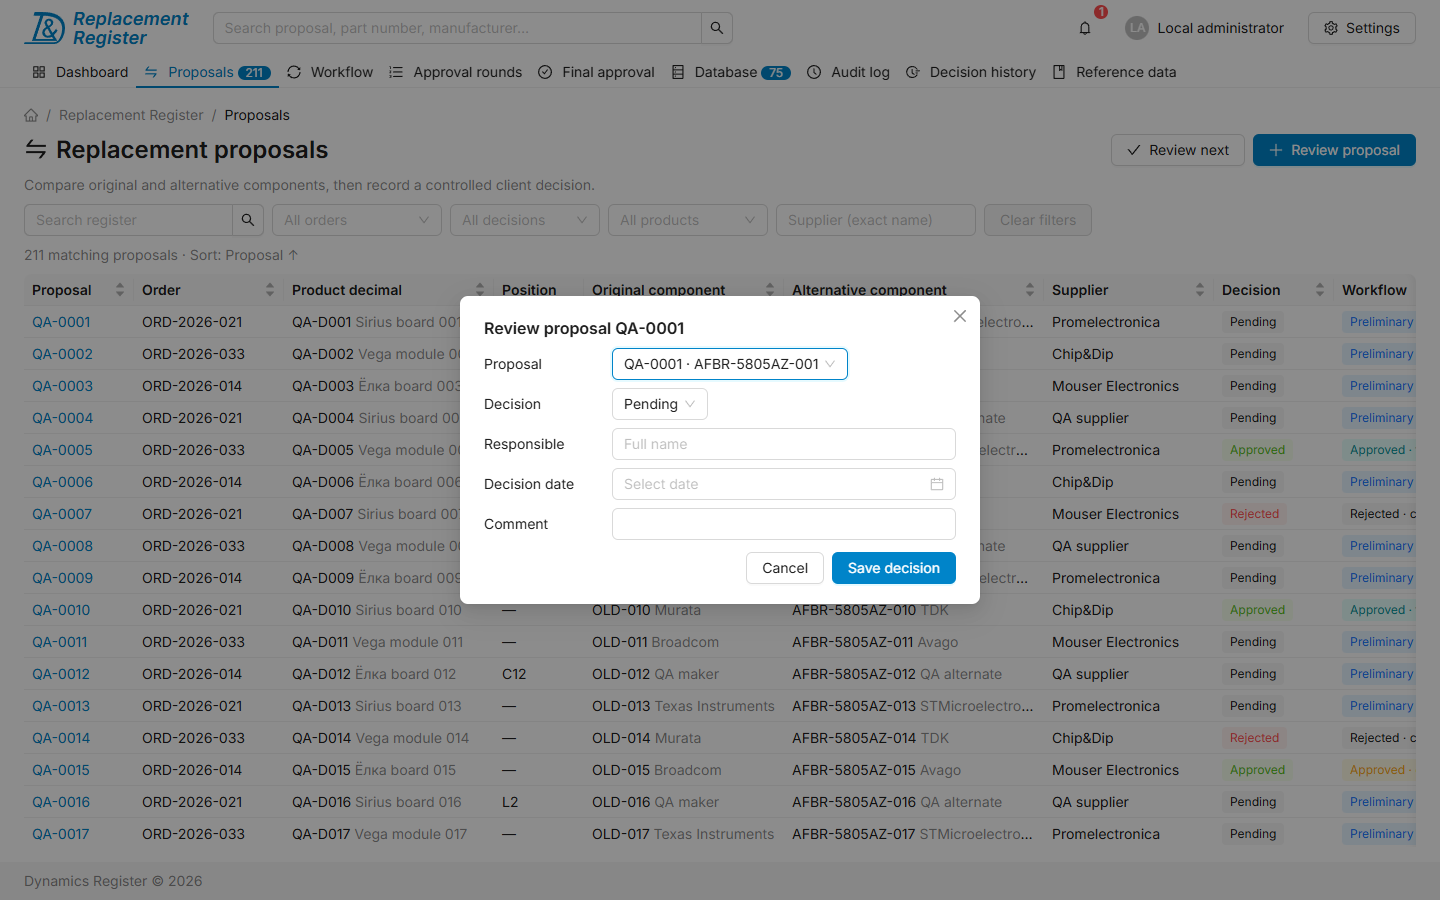 Replacement Register
Search proposal, part number, manufacturer...
1
LA Local administrator
Settings
Dashboard
Proposals 211
Workflow
Approval rounds
Final approval
Database 75
Audit log
Decision history
Reference data
/ Replacement Register / Proposals
Replacement proposals
Review next
Review proposal
Compare original and alternative components, then record a controlled client decision.
Search register
All orders
All decisions
All products
Supplier (exact name)
Clear filters
211 matching proposals · Sort: Proposal ↑
Proposal Order Product decimal Position Original component Alternative component Supplier Decision Workflow
QA-0001 ORD-2026-021 QA-D001 Sirius board 001 Promelectronica Pending Preliminary
QA-0002 ORD-2026-033 QA-D002 Vega module Chip&Dip Pending Preliminary
QA-0003 ORD-2026-014 QA-D003 Ёлка board 003 Mouser Electronics Pending Preliminary
QA-0004 ORD-2026-021 QA-D004 Sirius board Promelectronica QA supplier Pending Preliminary
QA-0005 ORD-2026-033 QA-D005 Vega module Promelectronica Approved Approved ·
QA-0006 ORD-2026-014 QA-D006 Ёлка board 006 Chip&Dip Pending Preliminary
QA-0007 ORD-2026-021 QA-D007 Sirius board Mouser Electronics Rejected Rejected · c
QA-0008 ORD-2026-033 QA-D008 Vega module QA supplier Pending Preliminary
QA-0009 ORD-2026-014 QA-D009 Ёлка board 009 Promelectronica Pending Preliminary
QA-0010 ORD-2026-021 QA-D010 Sirius board 010 — OLD-010 Murata AFBR-5805AZ-010 TDK Chip&Dip Approved Approved ·
QA-0011 ORD-2026-033 QA-D011 Vega module 011 — OLD-011 Broadcom AFBR-5805AZ-011 Avago Mouser Electronics Pending Preliminary
QA-0012 ORD-2026-014 QA-D012 Ёлка board 012 C12 OLD-012 QA maker AFBR-5805AZ-012 QA alternate QA supplier Pending Preliminary
QA-0013 ORD-2026-021 QA-D013 Sirius board 013 — OLD-013 Texas Instruments AFBR-5805AZ-013 STMicroelectro... Promelectronica Pending Preliminary
QA-0014 ORD-2026-033 QA-D014 Vega module 014 — OLD-014 Murata AFBR-5805AZ-014 TDK Chip&Dip Rejected Rejected · c
QA-0015 ORD-2026-014 QA-D015 Ёлка board 015 — OLD-015 Broadcom AFBR-5805AZ-015 Avago Mouser Electronics Approved Approved ·
QA-0016 ORD-2026-021 QA-D016 Sirius board 016 L2 OLD-016 QA maker AFBR-5805AZ-016 QA alternate QA supplier Pending Preliminary
QA-0017 ORD-2026-033 QA-D017 Vega module 017 — OLD-017 Texas Instruments AFBR-5805AZ-017 STMicroelectro... Promelectronica Pending Preliminary
Review proposal QA-0001
Proposal QA-0001 · AFBR-5805AZ-001
Decision Pending
Responsible Full name
Decision date Select date
Comment
Cancel
Save decision
Dynamics Register © 2026